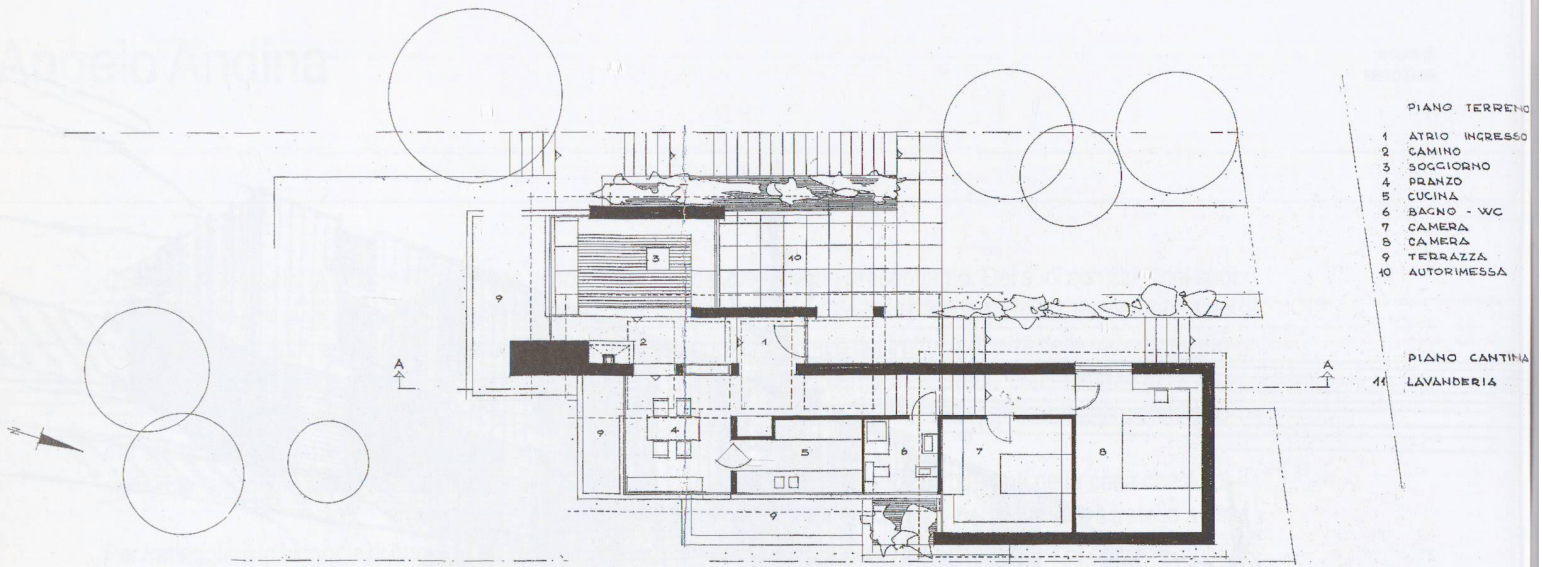 Angelo Andina
PIANO TERRENO
1 ATRIO INGRESSO
2 CAMINO
3 SOGGIORNO
4 PRANZO
5 CUCINA
6 BAGNO - WC
7 CAMERA
8 CAMERA
9 TERRAZZA
10 AUTORIMESSA
PIANO CANTINA
11 LAVANDERIA
3
10
9
2
1
A
A
4
9
5
6
7
8
9
N